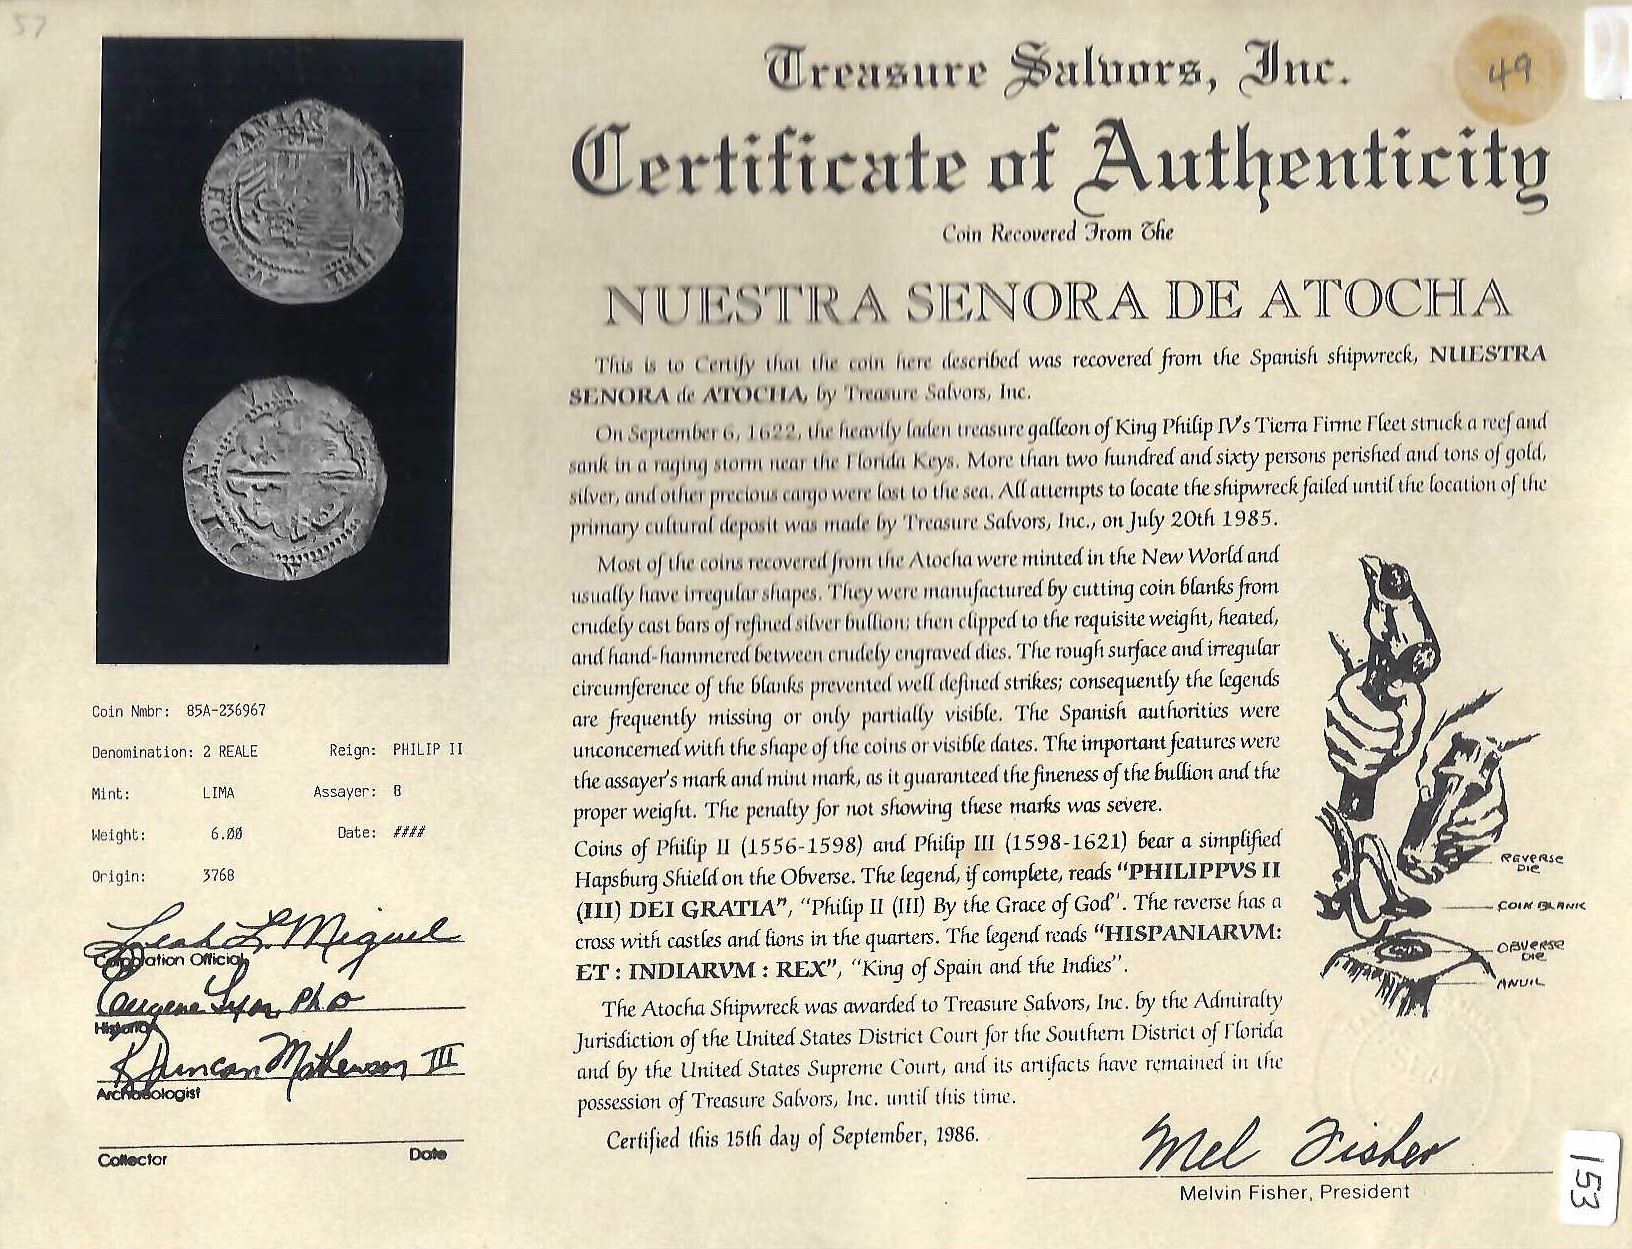 57
Treasure Salvors, Inc.
49
Certificate of Authenticity
Coin Recovered From The
NUESTRA SENORA DE ATOCHA
This is to Certify that the coin here described was recovered from the Spanish shipwreck, NUESTRA
SENORA de ATOCHA, by Treasure Salvors, Inc.
On September 6, 1622, the heavily laden treasure galleon of King Philip IV's Tierra Firme Fleet struck a reef and
sank in a raging storm near the Florida Keys. More than two hundred and sixty persons perished and tons of gold,
silver, and other precious cargo were lost to the sea. All attempts to locate the shipwreck failed until the location of the
primary cultural deposit was made by Treasure Salvors, Inc., on July 20th 1985.
Most of the coins recovered from the Atocha were minted in the New World and
usually have irregular shapes. They were manufactured by cutting coin blanks from
crudely cast bars of refined silver bullion; then clipped to the requisite weight, heated,
and hand-hammered between crudely engraved dies. The rough surface and irregular
circumference of the blanks prevented well defined strikes; consequently the legends
are frequently missing or only partially visible. The Spanish authorities were
unconcerned with the shape of the coins or visible dates. The important features were
the assayer's mark and mint mark, as it guaranteed the fineness of the bullion and the
proper weight. The penalty for not showing these marks was severe.
Coins of Philip II (1556-1598) and Philip III (1598-1621) bear a simplified
Hapsburg Shield on the Obverse. The legend, if complete, reads "PHILIPPVS II
(III) DEI GRATIA", "Philip II (III) By the Grace of God". The reverse has a
cross with castles and lions in the quarters. The legend reads "HISPANIARVM:
ET : INDIARVM : REX", "King of Spain and the Indies".
The Atocha Shipwreck was awarded to Treasure Salvors, Inc. by the Admiralty
Jurisdiction of the United States District Court for the Southern District of Florida
and by the United States Supreme Court, and its artifacts have remained in the
possession of Treasure Salvors, Inc. until this time.
Certified this 15th day of September, 1986.
Mel Fisher
Melvin Fisher, President
REVERSE
DIE
COIN BLANK
OBVERSE
DIE
ANVIL
Coin Nmbr: 85A-236967
Denomination: 2 REALE Reign: PHILIP II
Mint: LIMA Assayer: B
Weight: 6.00 Date: ####
Origin: 3768
Leah L. Miguel
Corporation Official
Eugene Lyon, Ph D
Historian
R Duncan Mathewson III
Archaeologist
Collector Date
153